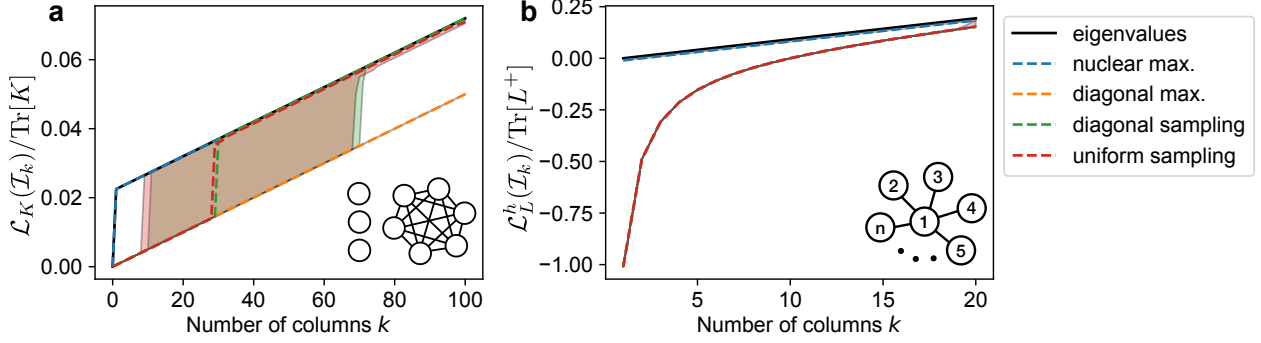 a
0.06
0.04
0.02
0.00
0 20 40 60 80 100
Number of columns k
ℒ_K(ℐ_k)/Tr[K]
b
0.25
0.00
−0.25
−0.50
−0.75
−1.00
5 10 15 20
Number of columns k
ℒ_L^h(ℐ_k)/Tr[L⁺]
3
2
4
1
n
5
eigenvalues
nuclear max.
diagonal max.
diagonal sampling
uniform sampling